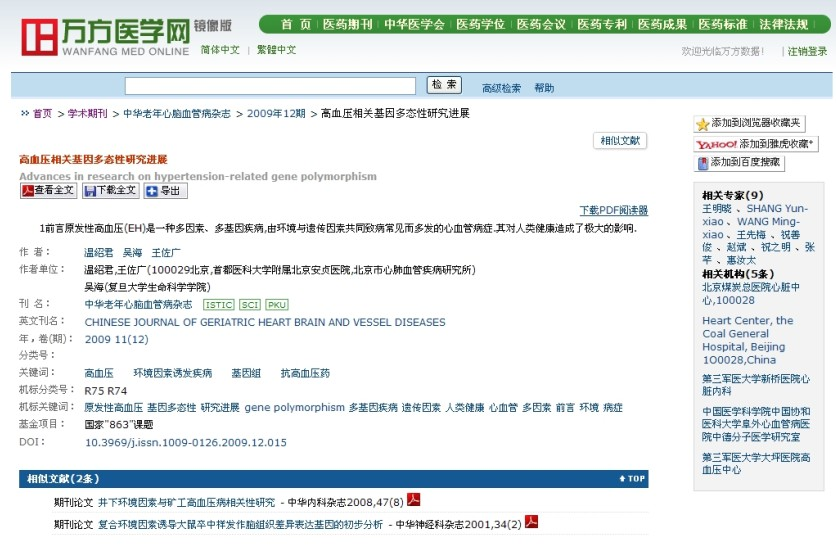 万方医学网 镜像版
WANFANG MED ONLINE 简体中文 | 繁體中文
首 页 | 医药期刊 | 中华医学会 | 医药学位 | 医药会议 | 医药专利 | 医药成果 | 医药标准 | 法律法规
欢迎光临万方数据! | 注销登录
检 索 高级检索 帮助
>> 首页 > 学术期刊 > 中华老年心脑血管病杂志 > 2009年12期 > 高血压相关基因多态性研究进展
相似文献
高血压相关基因多态性研究进展
Advances in research on hypertension-related gene polymorphism
查看全文 下载全文 导出
下载PDF阅读器
1前言原发性高血压(EH)是一种多因素、多基因疾病,由环境与遗传因素共同致病常见而多发的心血管病症.其对人类健康造成了极大的影响.
作 者: 温绍君 吴海 王佐广
作者单位: 温绍君,王佐广(100029北京,首都医科大学附属北京安贞医院,北京市心肺血管疾病研究所)
吴海(复旦大学生命科学学院)
刊 名: 中华老年心脑血管病杂志 ISTIC SCI PKU
英文刊名: CHINESE JOURNAL OF GERIATRIC HEART BRAIN AND VESSEL DISEASES
年，卷(期): 2009 11(12)
分类号:
关键词: 高血压 环境因素诱发疾病 基因组 抗高血压药
机标分类号: R75 R74
机标关键词: 原发性高血压 基因多态性 研究进展 gene polymorphism 多基因疾病 遗传因素 人类健康 心血管 多因素 前言 环境 病症
基金项目: 国家"863"课题
DOI: 10.3969/j.issn.1009-0126.2009.12.015
相似文献(2条) TOP
期刊论文 井下环境因素与矿工高血压病相关性研究 - 中华内科杂志2008,47(8)
期刊论文 复合环境因素诱导大鼠卒中样发作脑组织差异表达基因的初步分析 - 中华神经科杂志2001,34(2)
添加到浏览器收藏夹
YAHOO! 添加到雅虎收藏+
添加到百度搜藏
相关专家(9)
王明晓 、SHANG Yun-
xiao 、WANG Ming-
xiao 、王先梅 、祝善
俊 、赵斌 、祝之明 、张
芊 、惠汝太
相关机构(5条)
北京煤炭总医院心脏中
心,100028
Heart Center, the
Coal General
Hospital, Beijing
100028,China
第三军医大学新桥医院心
脏内科
中国医学科学院中国协和
医科大学阜外心血管病医
院中德分子医学研究室
第三军医大学大坪医院高
血压中心